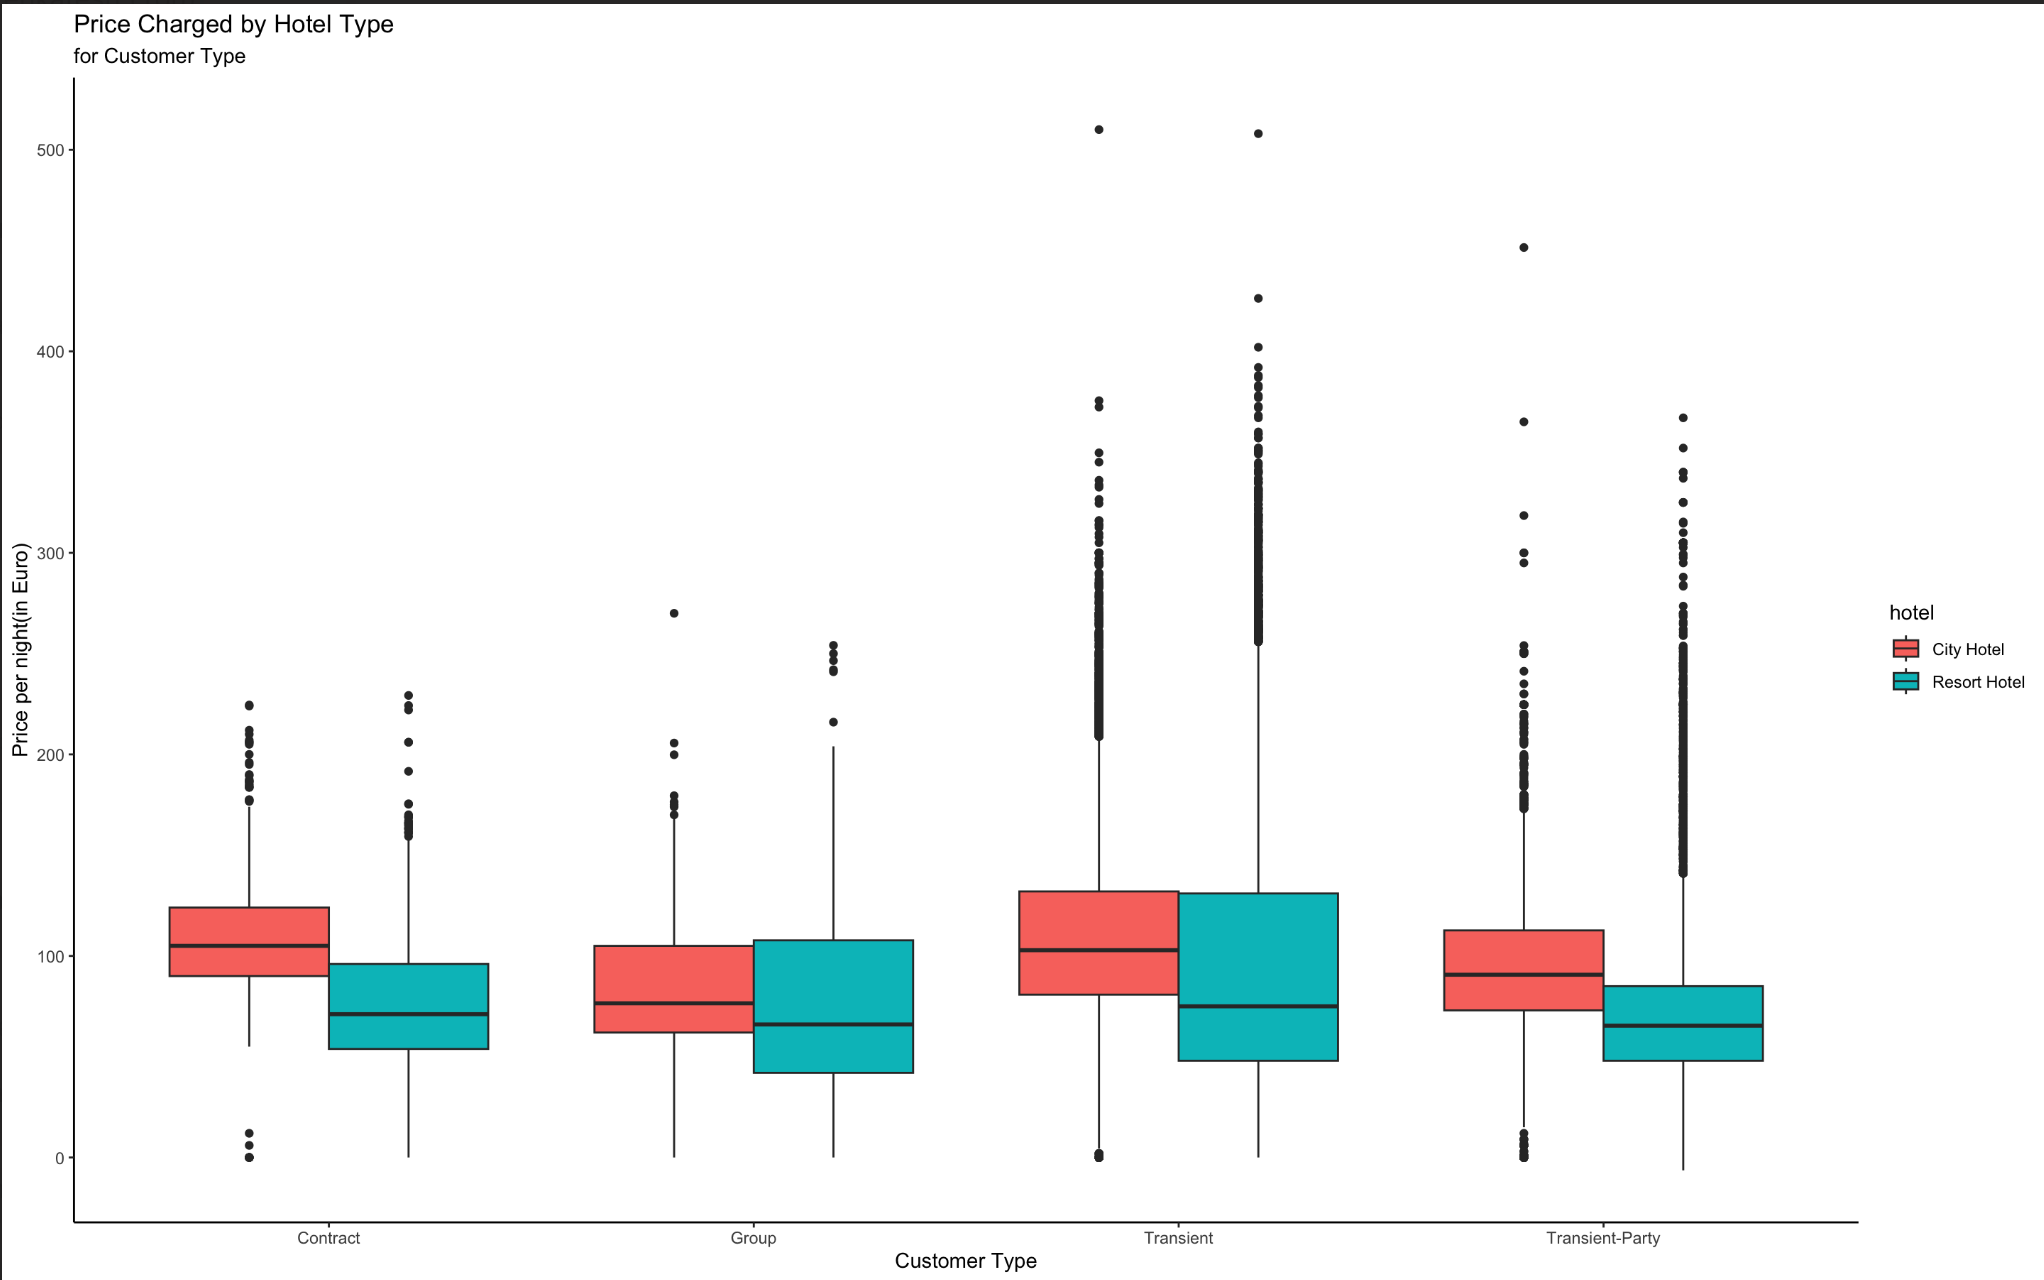 Price Charged by Hotel Type
for Customer Type
500
400
300
200
100
0
Price per night(in Euro)
Contract Group Transient Transient-Party
Customer Type
hotel
City Hotel
Resort Hotel